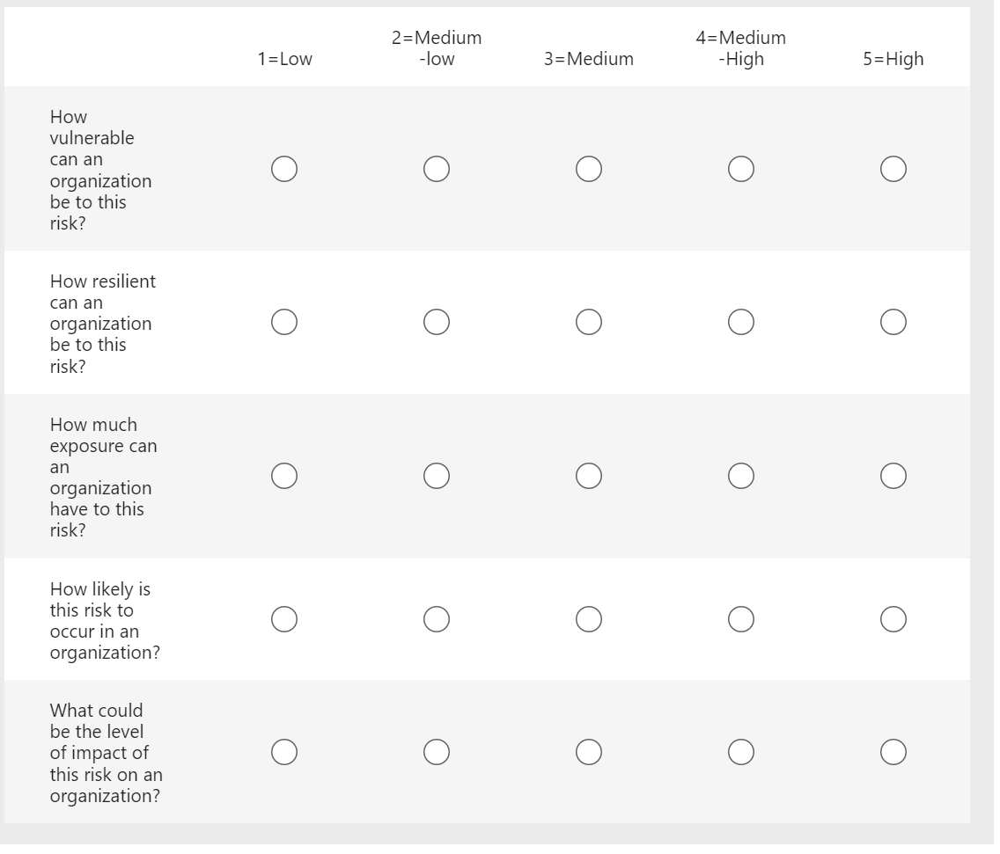 1=Low
2=Medium
-low
3=Medium
4=Medium
-High
5=High
How
vulnerable
can an
organization
be to this
risk?
How resilient
can an
organization
be to this
risk?
How much
exposure can
an
organization
have to this
risk?
How likely is
this risk to
occur in an
organization?
What could
be the level
of impact of
this risk on an
organization?